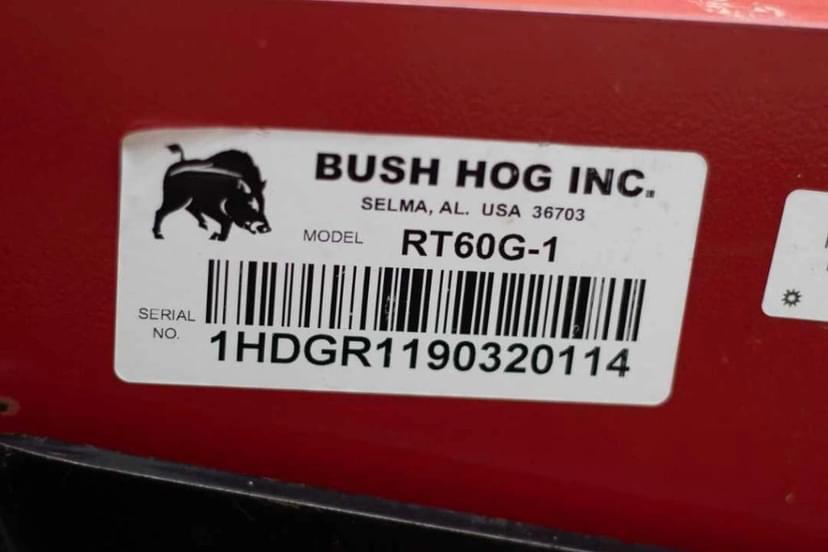 BUSH HOG INC.
SELMA, AL. USA 36703
MODEL RT60G-1
SERIAL NO. 1HDGR1190320114